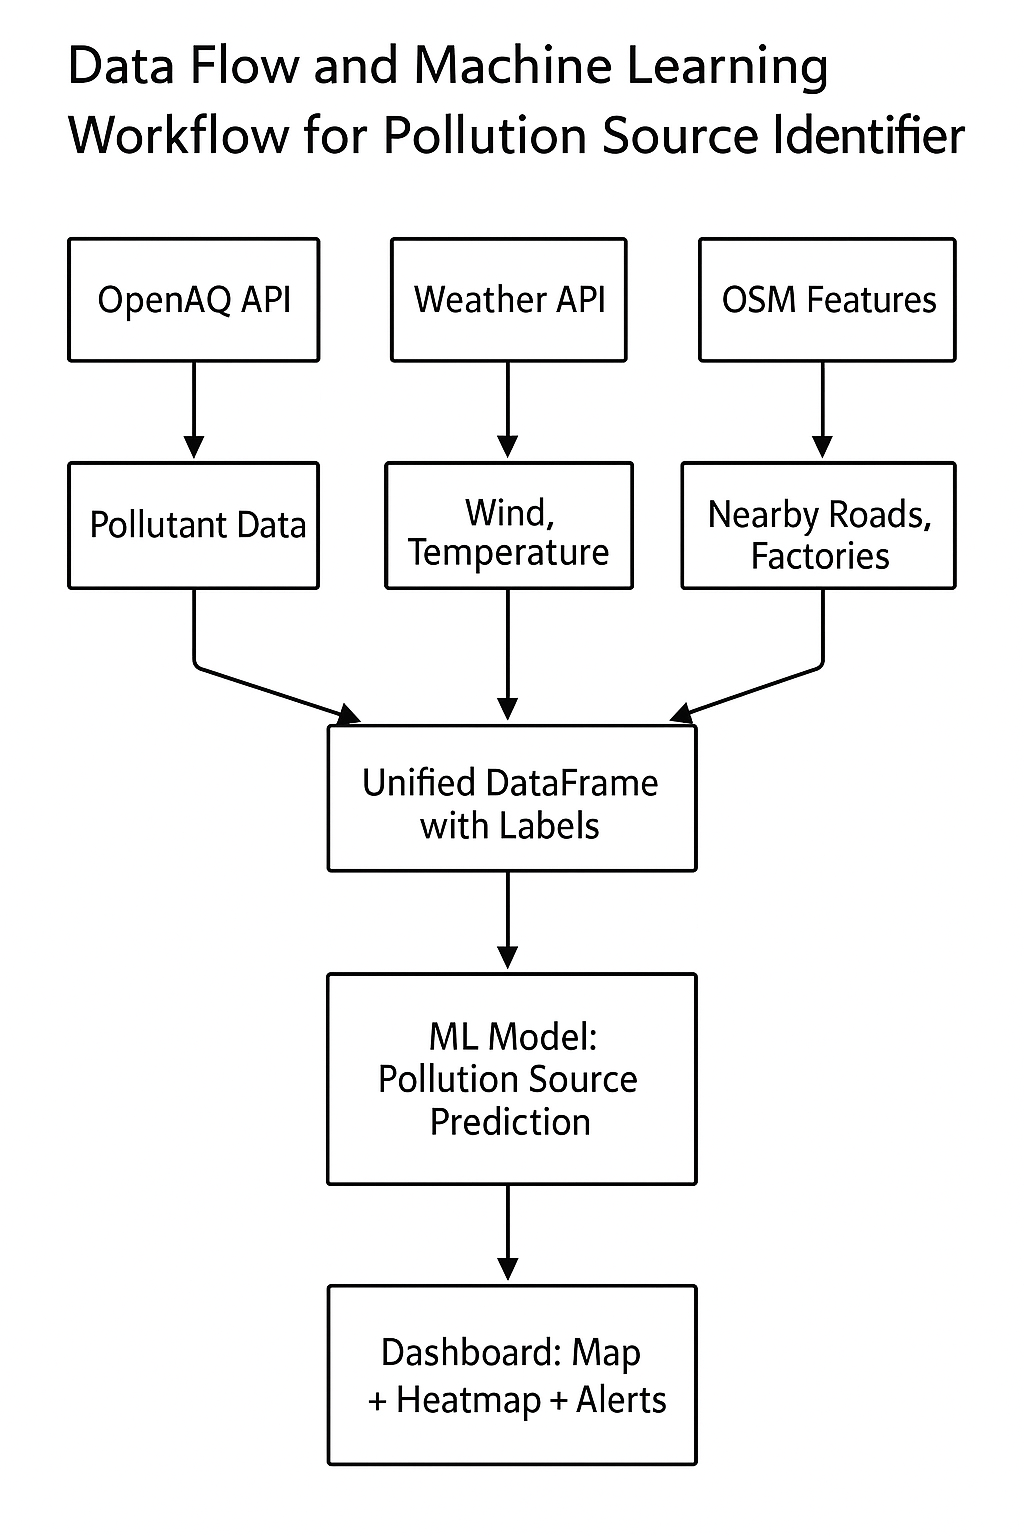 Data Flow and Machine Learning
Workflow for Pollution Source Identifier
OpenAQ API
Weather API
OSM Features
Pollutant Data
Wind,
Temperature
Nearby Roads,
Factories
Unified DataFrame
with Labels
ML Model:
Pollution Source
Prediction
Dashboard: Map
+ Heatmap + Alerts